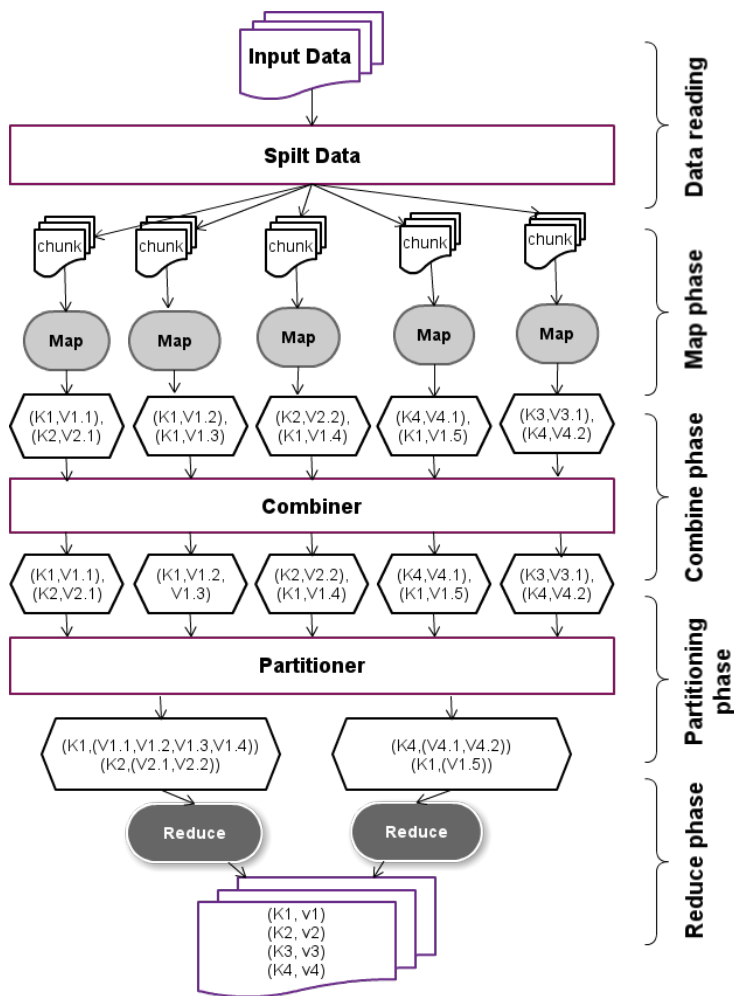 Input Data
Spilt Data
chunk
chunk
chunk
chunk
chunk
Map
Map
Map
Map
Map
(K1,V1.1),
(K2,V2.1)
(K1,V1.2),
(K1,V1.3)
(K2,V2.2),
(K1,V1.4)
(K4,V4.1),
(K1,V1.5)
(K3,V3.1),
(K4,V4.2)
Combiner
(K1,V1.1),
(K2,V2.1)
(K1,V1.2,
V1.3)
(K2,V2.2),
(K1,V1.4)
(K4,V4.1),
(K1,V1.5)
(K3,V3.1),
(K4,V4.2)
Partitioner
(K1,(V1.1,V1.2,V1.3,V1.4))
(K2,(V2.1,V2.2))
(K4,(V4.1,V4.2))
(K1,(V1.5))
Reduce
Reduce
(K1, v1)
(K2, v2)
(K3, v3)
(K4, v4)
Data reading
Map phase
Combine phase
Partitioning
phase
Reduce phase